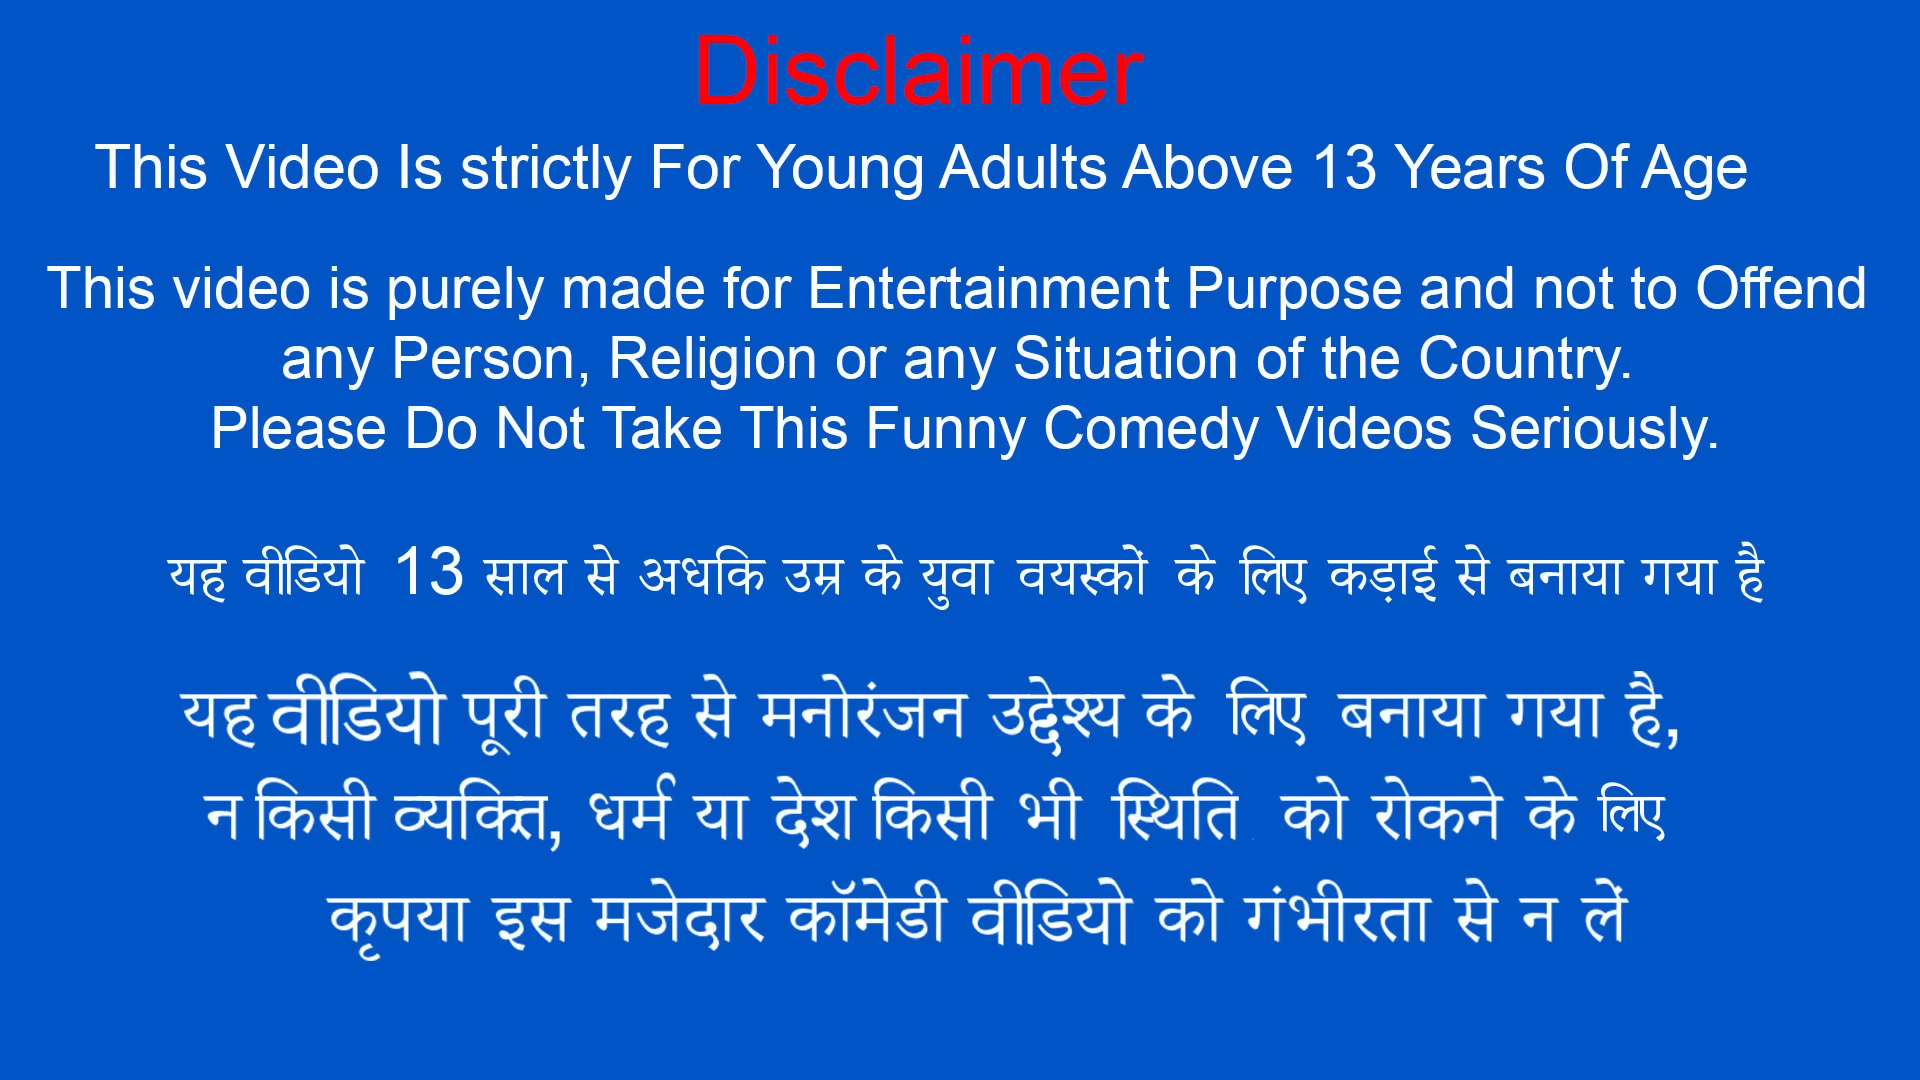 Disclaimer
This Video Is strictly For Young Adults Above 13 Years Of Age
This video is purely made for Entertainment Purpose and not to Offend
any Person, Religion or any Situation of the Country.
Please Do Not Take This Funny Comedy Videos Seriously.
यह वीडियो 13 साल से अधकि उम्र के युवा वयस्कों के लिए कड़ाई से बनाया गया है
यह वीडियो पूरी तरह से मनोरंजन उद्देश्य के लिए बनाया गया है,
न किसी व्यक्ति, धर्म या देश किसी भी स्थिति को रोकने के लिए
कृपया इस मजेदार कॉमेडी वीडियो को गंभीरता से न लें